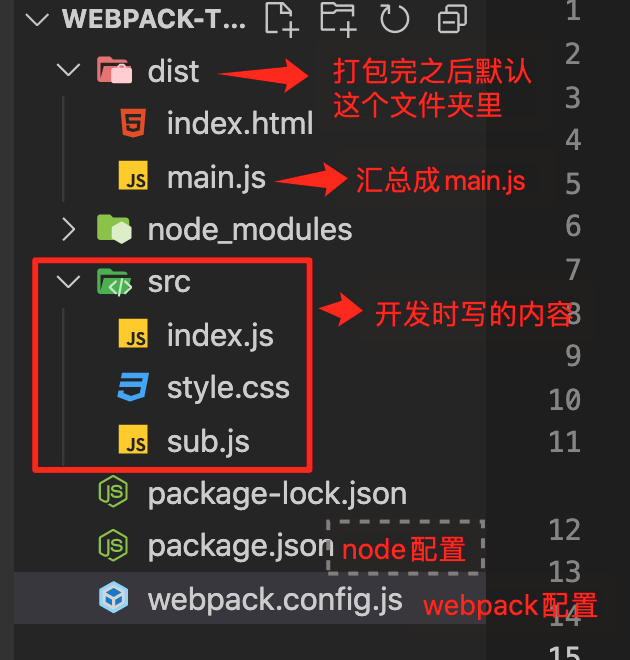 WEBPACK-T...
dist
打包完之后默认
这个文件夹里
index.html
main.js
汇总成main.js
node_modules
src
开发时写的内容
index.js
style.css
sub.js
package-lock.json
package.json
node配置
webpack.config.js
webpack配置
1
2
3
4
5
6
7
8
9
10
11
12
13
14
15